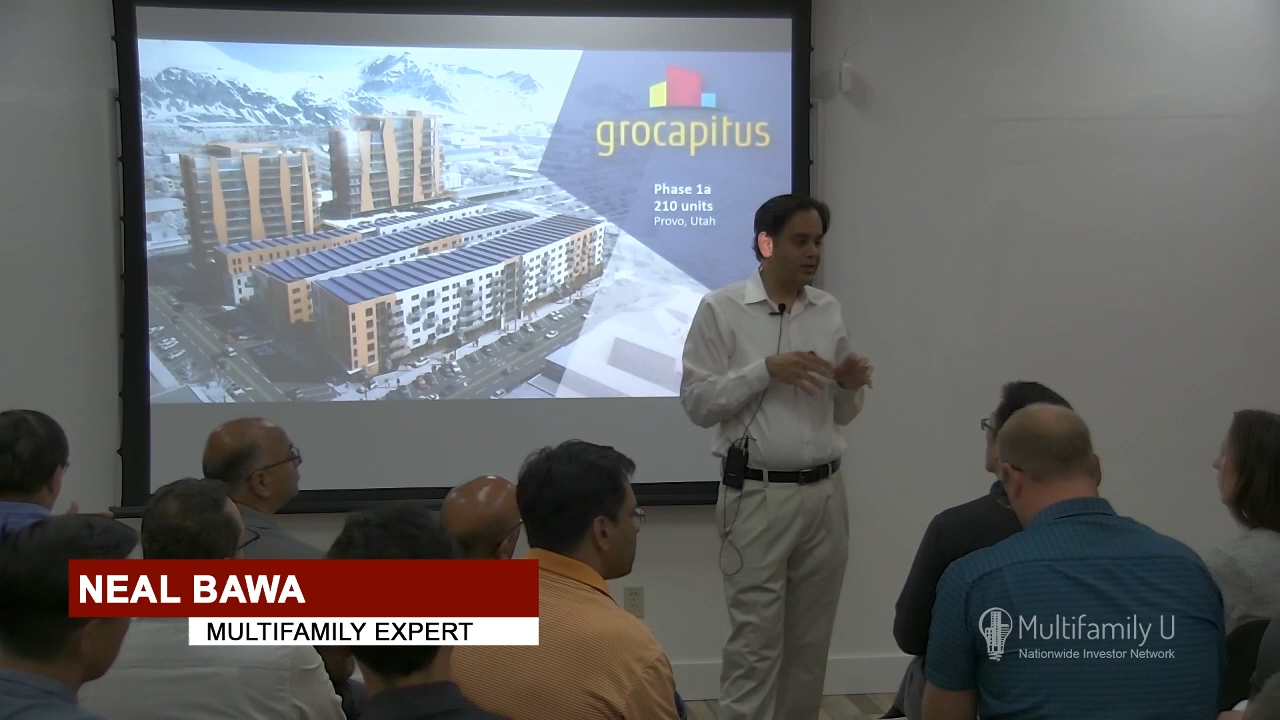 grocapitus
Phase 1a
210 units
Provo, Utah
NEAL BAWA
MULTIFAMILY EXPERT
Multifamily U
Nationwide Investor Network